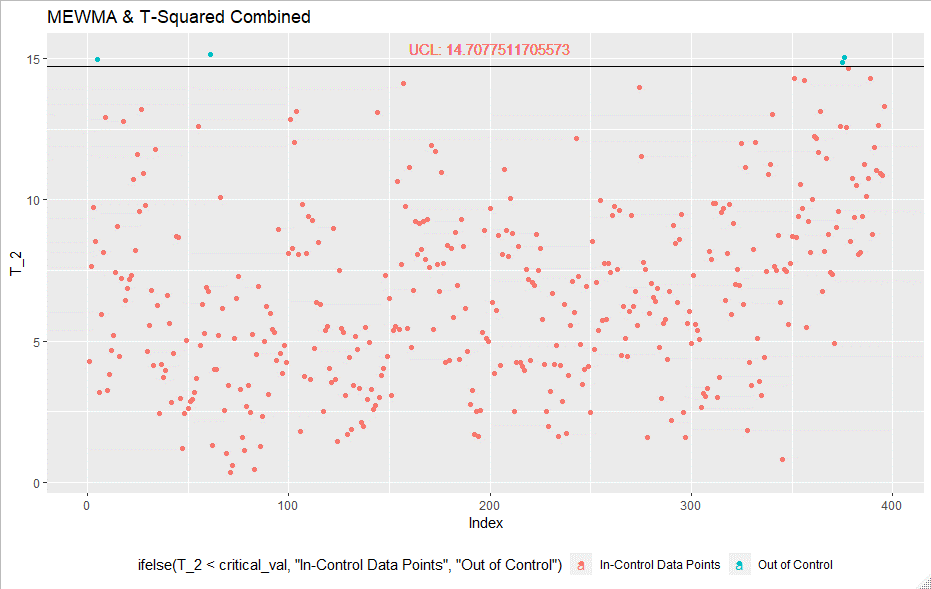 MEWMA & T-Squared Combined
UCL: 14.7077511705573
15
10
5
0
T_2
0 100 200 300 400
Index
ifelse(T_2 < critical_val, "In-Control Data Points", "Out of Control) a In-Control Data Points a Out of Control